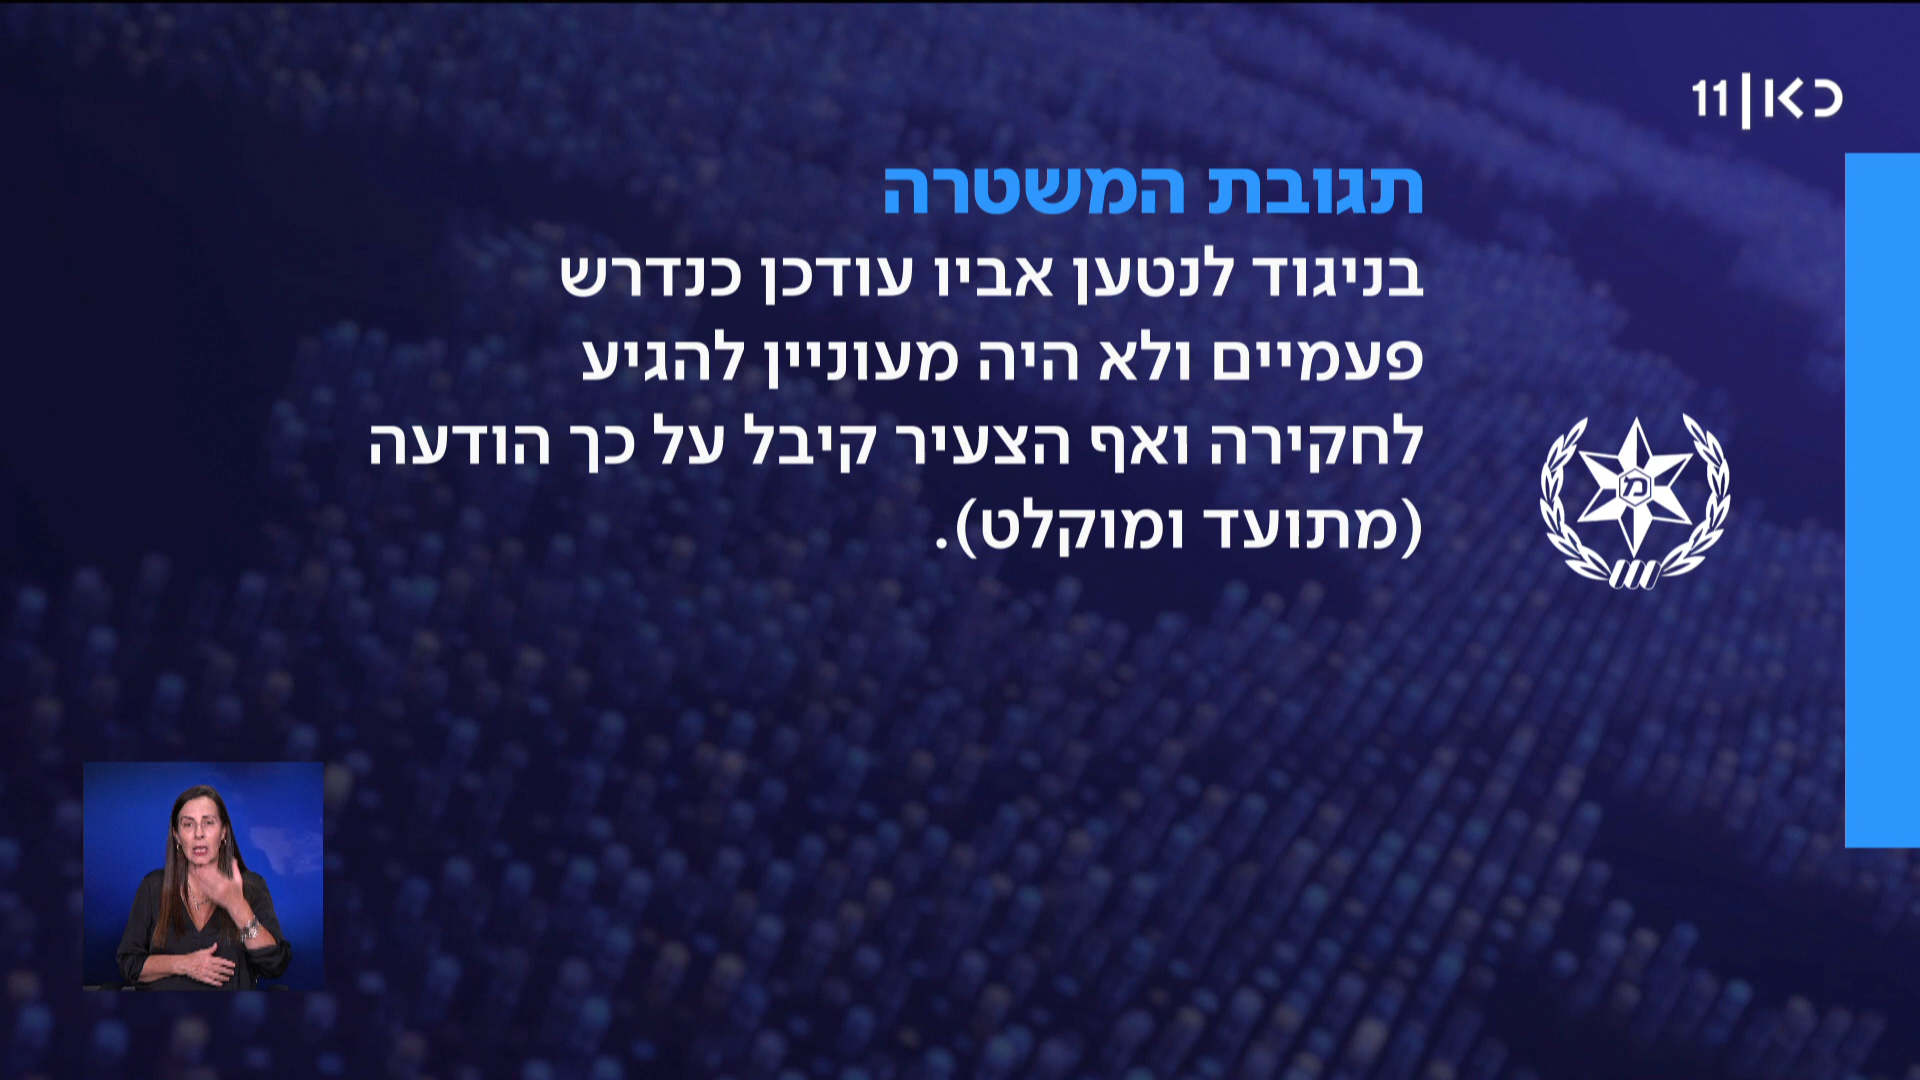 כאן 11
תגובת המשטרה
בניגוד לנטען אביו עודכן כנדרש
פעמיים ולא היה מעוניין להגיע
לחקירה ואף הצעיר קיבל על כך הודעה
(מתועד ומוקלט).
מ